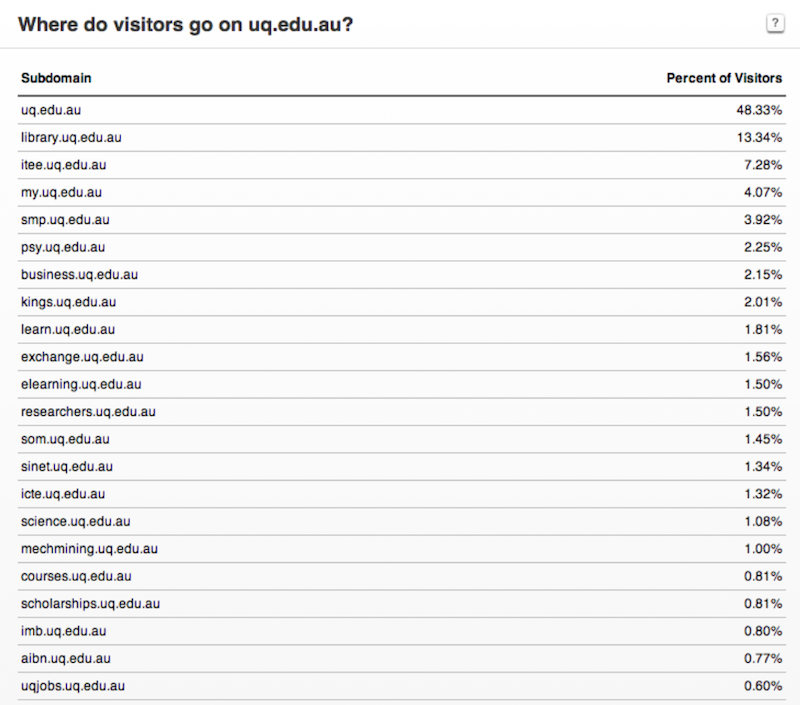 Where do visitors go on uq.edu.au? ?
Subdomain Percent of Visitors
uq.edu.au 48.33%
library.uq.edu.au 13.34%
itee.uq.edu.au 7.28%
my.uq.edu.au 4.07%
smp.uq.edu.au 3.92%
psy.uq.edu.au 2.25%
business.uq.edu.au 2.15%
kings.uq.edu.au 2.01%
learn.uq.edu.au 1.81%
exchange.uq.edu.au 1.56%
elearning.uq.edu.au 1.50%
researchers.uq.edu.au 1.50%
som.uq.edu.au 1.45%
sinet.uq.edu.au 1.34%
icte.uq.edu.au 1.32%
science.uq.edu.au 1.08%
mechmining.uq.edu.au 1.00%
courses.uq.edu.au 0.81%
scholarships.uq.edu.au 0.81%
imb.uq.edu.au 0.80%
aibn.uq.edu.au 0.77%
uqjobs.uq.edu.au 0.60%